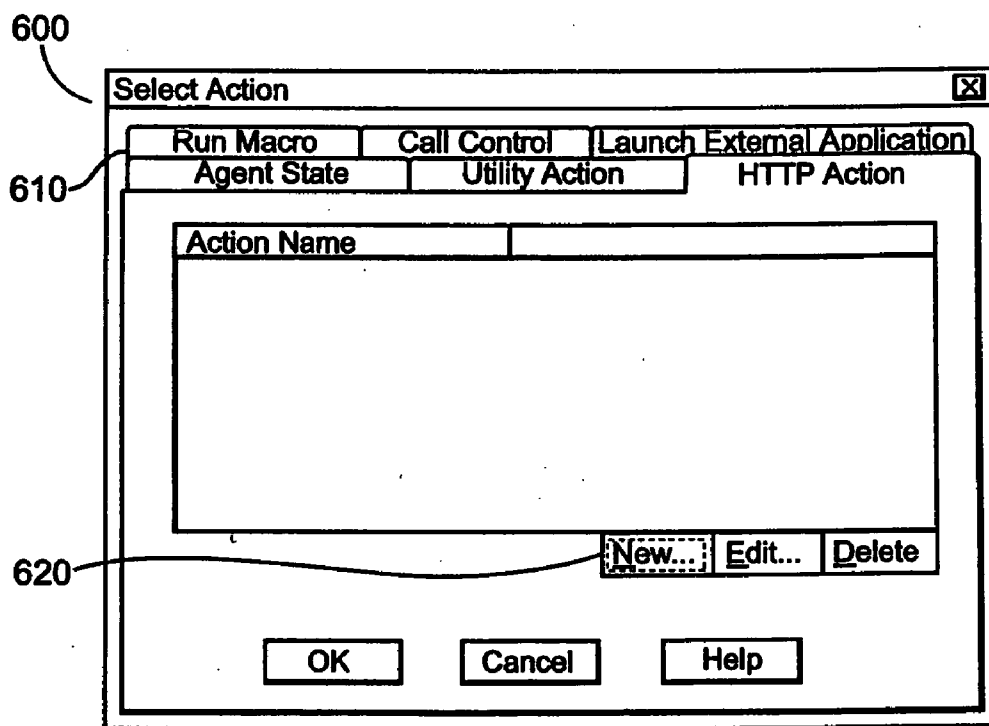 600
Select Action
Run Macro Call Control Launch External Application
610
Agent State Utility Action HTTP Action
Action Name
620
New... Edit... Delete
OK Cancel Help